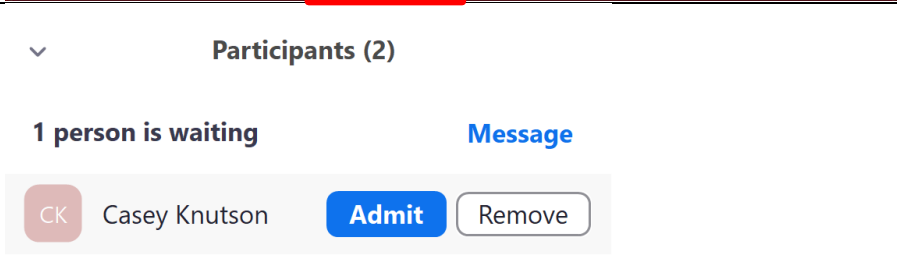 Participants (2)
1 person is waiting Message
CK Casey Knutson Admit Remove